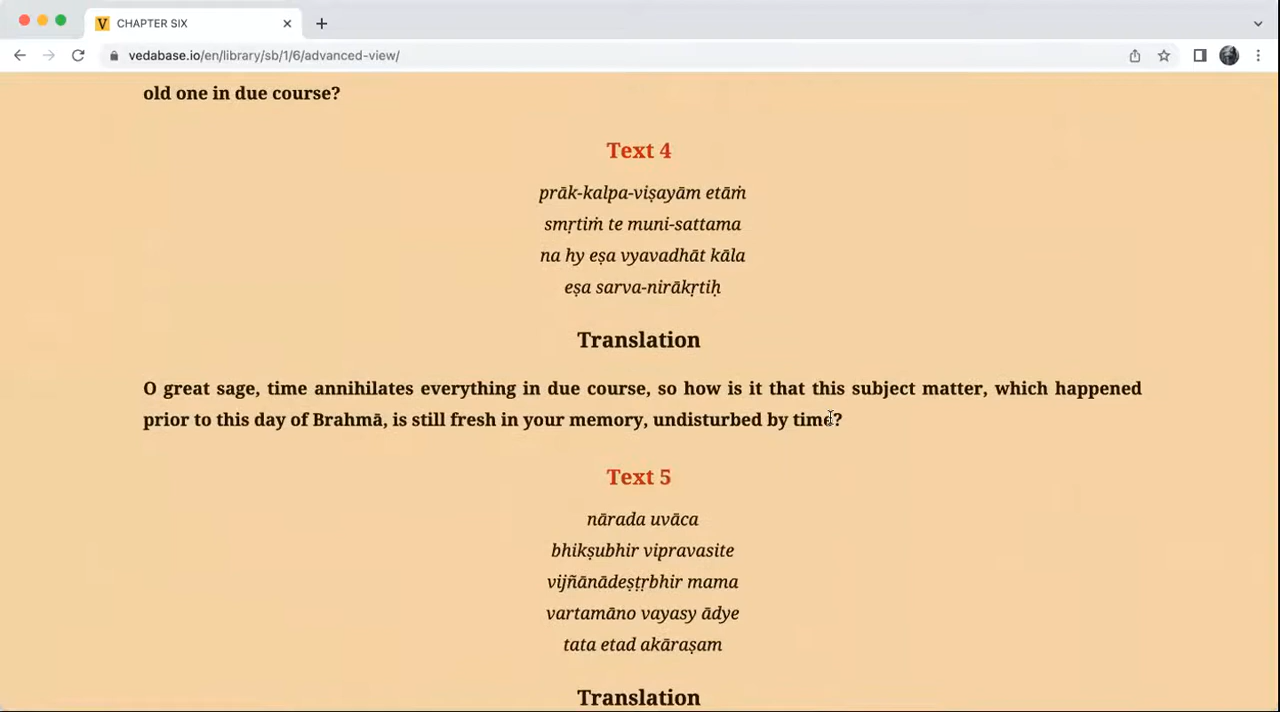 CHAPTER SIX
vedabase.io/en/library/sb/1/6/advanced-view/
old one in due course?
Text 4
prāk-kalpa-viṣayām etāṁ
smṛtiṁ te muni-sattama
na hy eṣa vyavadhāt kāla
eṣa sarva-nirākṛtiḥ
Translation
O great sage, time annihilates everything in due course, so how is it that this subject matter, which happened
prior to this day of Brahmā, is still fresh in your memory, undisturbed by time?
Text 5
nārada uvāca
bhikṣubhir vipravasite
vijñānādeṣṭṛbhir mama
vartamāno vayasy ādye
tata etad akāraṣam
Translation